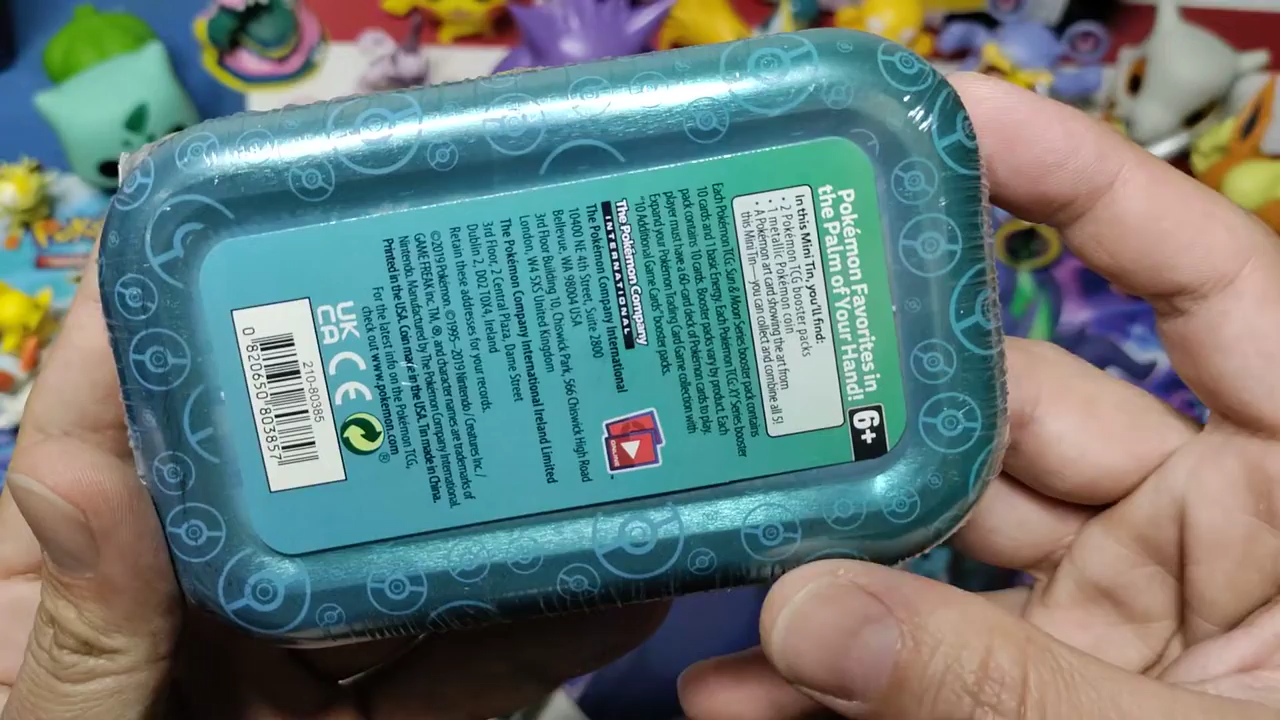 Pokémon Favorites in
the Palm of Your Hand!
6+
In this Mini Tin, you'll find:
• 2 Pokémon TCG booster packs
• 1 metallic Pokémon coin
• A Pokémon art card showing the art from
this Mini Tin—you can collect and combine all 5!
Each Pokémon TCG: Sun & Moon Series booster pack contains
10 cards and 1 basic Energy. Each Pokémon TCG: XY Series booster
pack contains 10 cards. Booster packs vary by product. Each
player must have a 60-card deck of Pokémon cards to play.
Expand your Pokémon Trading Card Game collection with
"10 Additional Game Cards" booster packs.
The Pokémon Company
INTERNATIONAL
ONLINE
The Pokémon Company International
10400 NE 4th Street, Suite 2800
Bellevue, WA 98004 USA
3rd Floor Building 10, Chiswick Park, 566 Chiswick High Road
London, W4 5XS United Kingdom
The Pokémon Company International Ireland Limited
3rd Floor, 2 Central Plaza, Dame Street
Dublin 2, D02 T0X4, Ireland
Retain these addresses for your records.
©2019 Pokémon. ©1995–2019 Nintendo / Creatures Inc. /
GAME FREAK inc. TM, ® and character names are trademarks of
Nintendo. Manufactured by The Pokémon Company International.
Printed in the USA. Coin made in the USA. Tin made in China.
For the latest info on the Pokémon TCG,
check out www.pokemon.com
UK
CA
CE
®
210-80385
0 82065080385 7